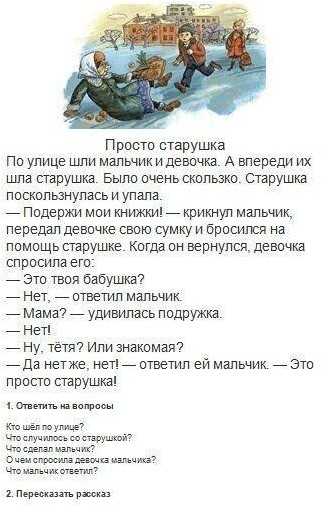 Просто старушка
По улице шли мальчик и девочка. А впереди их
шла старушка. Было очень скользко. Старушка
поскользнулась и упала.
— Подержи мои книжки! — крикнул мальчик,
передал девочке свою сумку и бросился на
помощь старушке. Когда он вернулся, девочка
спросила его:
— Это твоя бабушка?
— Нет, — ответил мальчик.
— Мама? — удивилась подружка.
— Нет!
— Ну, тётя? Или знакомая?
— Да нет же, нет! — ответил ей мальчик. — Это
просто старушка!
1. Ответить на вопросы
Кто шёл по улице?
Что случилось со старушкой?
Что сделал мальчик?
О чем спросила девочка мальчика?
Что мальчик ответил?
2. Пересказать рассказ